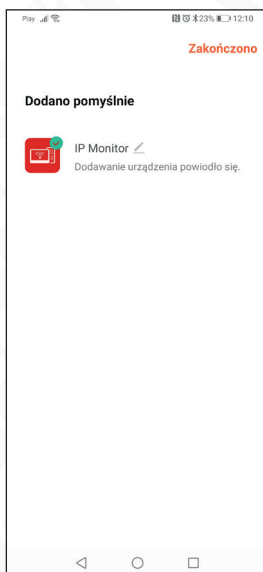 Play 23% 12:10
Zakończono
Dodano pomyślnie
IP Monitor
Dodawanie urządzenia powiodło się.